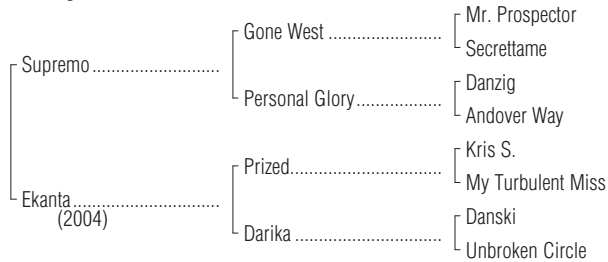 Mr. Prospector
Gone West ....................
Secrettame
Supremo .......................
Danzig
Personal Glory ...............
Andover Way
Kris S.
Prized ...........................
My Turbulent Miss
Ekanta ..........................
(2004)
Danski
Darika ..........................
Unbroken Circle